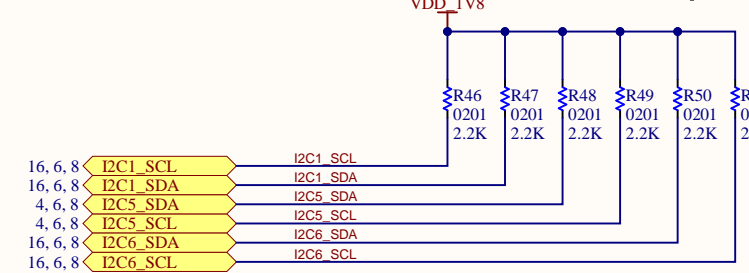 VDD_1V8
R46
0201
2.2K
R47
0201
2.2K
R48
0201
2.2K
R49
0201
2.2K
R50
0201
2.2K
16, 6, 8 I2C1_SCL I2C1_SCL
16, 6, 8 I2C1_SDA I2C1_SDA
4, 6, 8 I2C5_SDA I2C5_SDA
4, 6, 8 I2C5_SCL I2C5_SCL
16, 6, 8 I2C6_SDA I2C6_SDA
16, 6, 8 I2C6_SCL I2C6_SCL